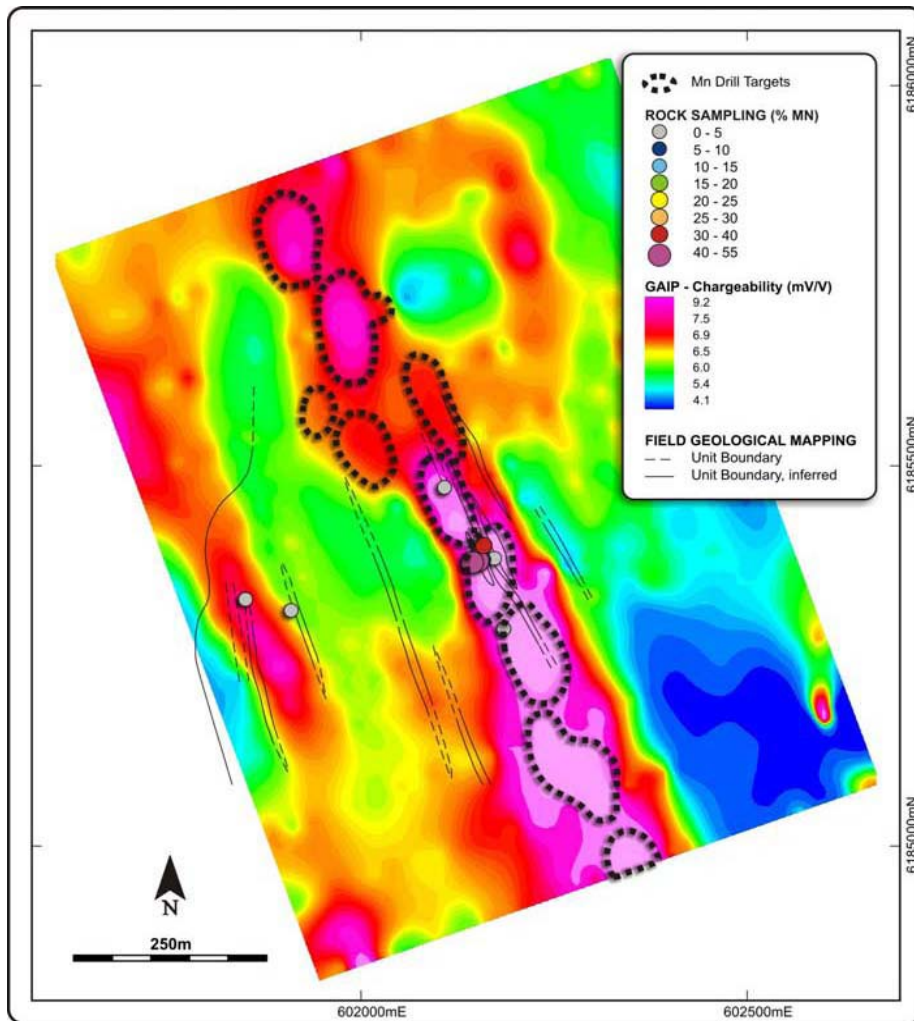 Mn Drill Targets
ROCK SAMPLING (% MN)
0 - 5
5 - 10
10 - 15
15 - 20
20 - 25
25 - 30
30 - 40
40 - 55
GAIP - Chargeability (mV/V)
9.2
7.5
6.9
6.5
6.0
5.4
4.1
FIELD GEOLOGICAL MAPPING
Unit Boundary
Unit Boundary, inferred
6186000mN
6185500mN
6185000mN
N
250m
602000mE
602500mE